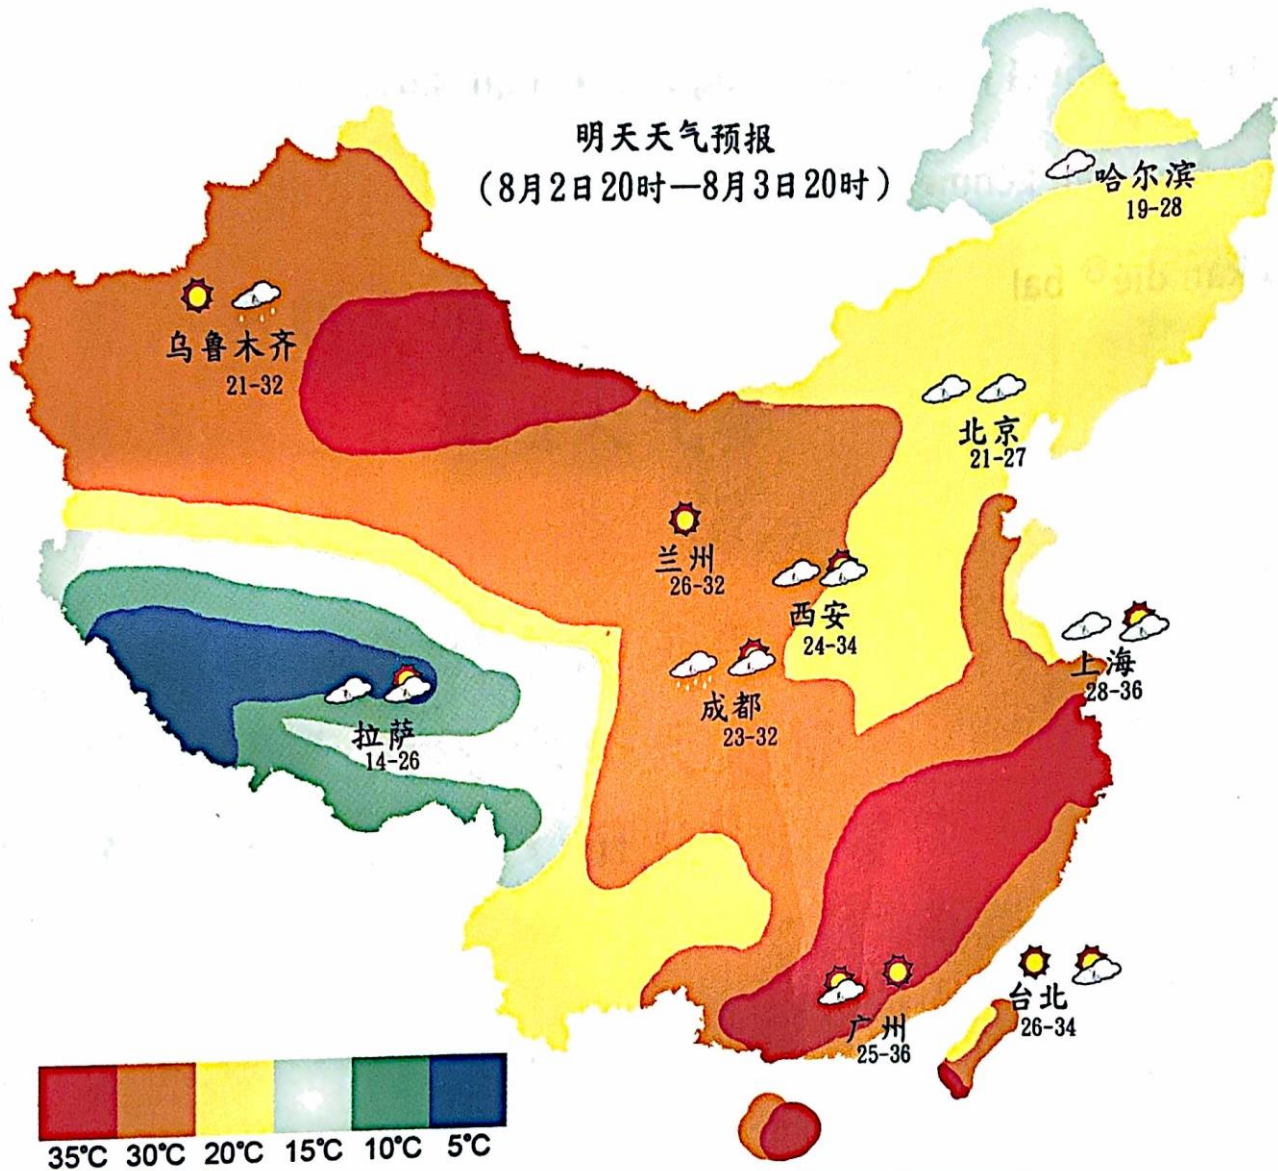 明天天气预报
(8月2日20时—8月3日20时)
哈尔滨
19-28
乌鲁木齐
21-32
北京
21-27
兰州
26-32
西安
24-34
上海
28-36
成都
23-32
拉萨
14-26
台北
26-34
广州
25-36
35℃ 30℃ 20℃ 15℃ 10℃ 5℃